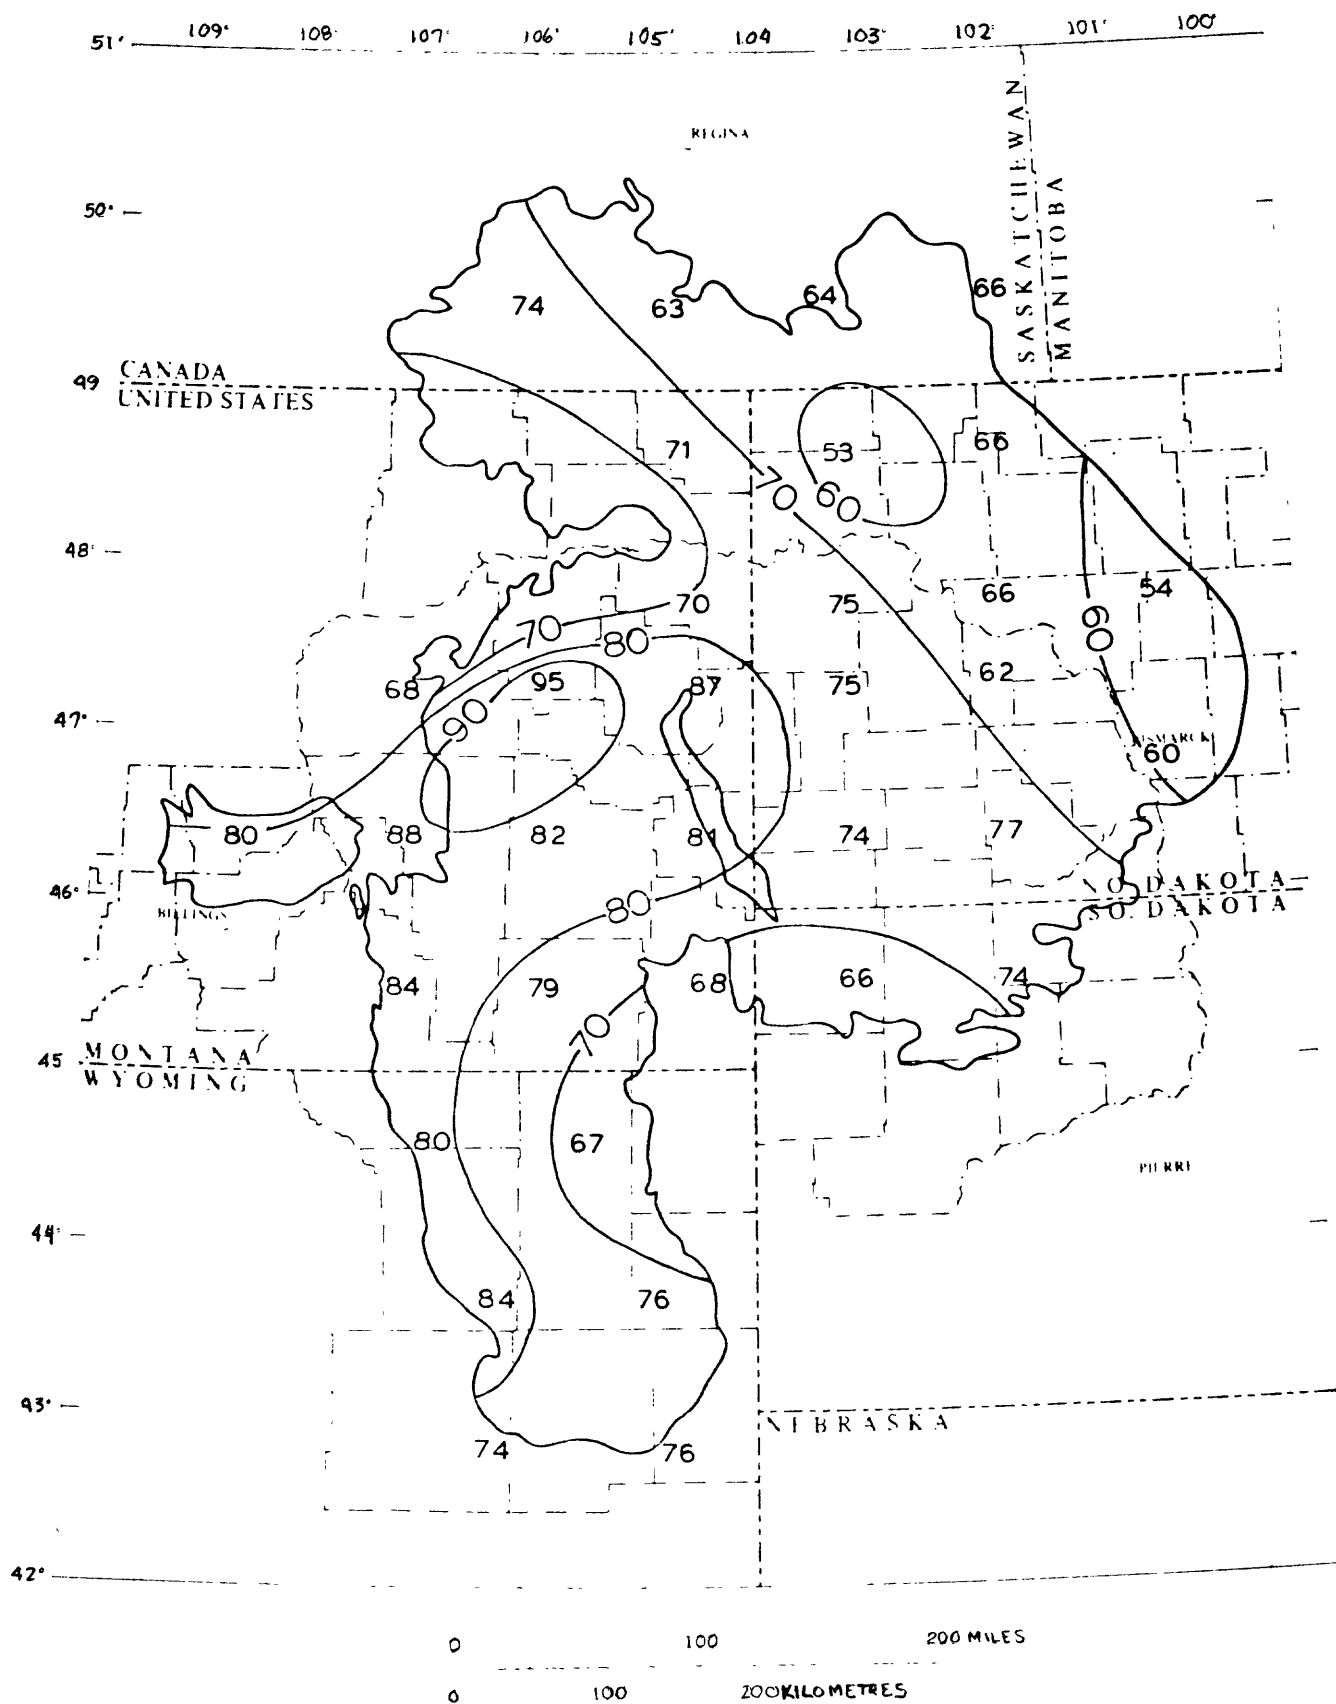 109° 108° 107° 106° 105° 104 103° 102° 101° 100°
51°
REGINA
SASKATCHEWAN
MANITOBA
50°
74 63 64 66
49 CANADA
UNITED STATES
71 53 66
70 60
48°
70 75 66 54
70 80 60
68 95 87 75 62
90
47°
BISMARCK
60
80 88 82 81 74 77
46°
NO. DAKOTA
80 SO. DAKOTA
BILLINGS
84 79 68 66 74
70
MONTANA
45
WYOMING
80 67
PIERRE
44°
84 76
43°
NEBRASKA
74 76
42°
0 100 200 MILES
0 100 200 KILOMETRES